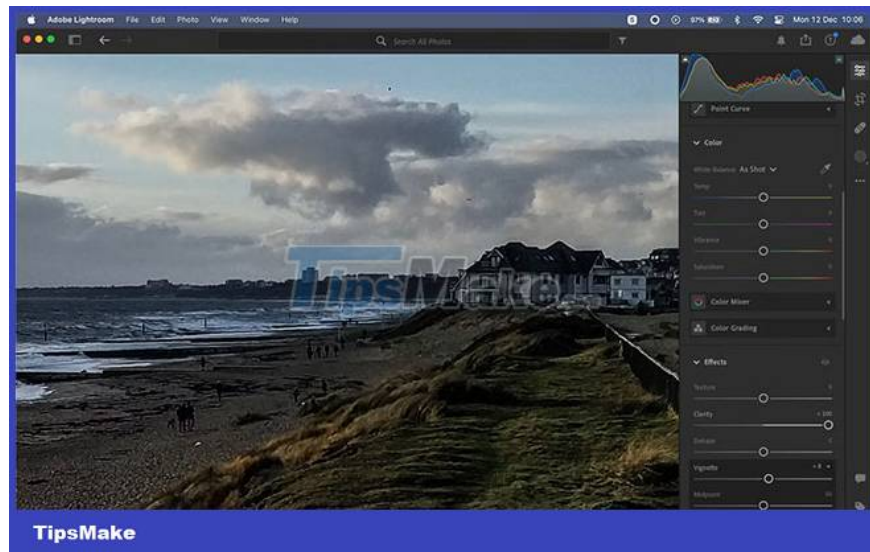 Adobe Lightroom File Edit Photo View Window Help
87% Mon 12 Dec 10:06
Search All Photos
Point Curve
Color
White Balance: As Shot
Temp
Tint
Vibrance
Saturation
Color Mixer
Color Grading
Effects
Texture
Clarity
+ 100
Dehaze
Vignette
Midpoint
TipsMake
TipsMake